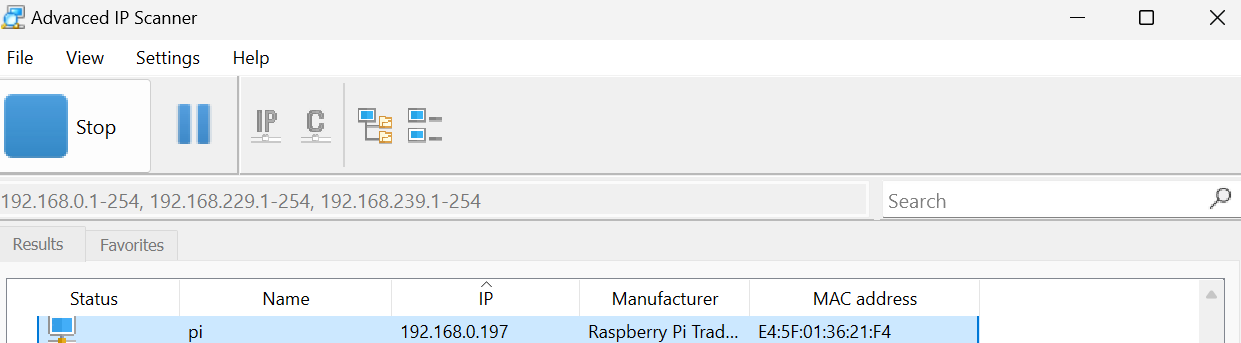 Advanced IP Scanner
File View Settings Help
Stop IP C
192.168.0.1-254, 192.168.229.1-254, 192.168.239.1-254 Search
Results Favorites
Status Name IP Manufacturer MAC address
pi 192.168.0.197 Raspberry Pi Trad... E4:5F:01:36:21:F4